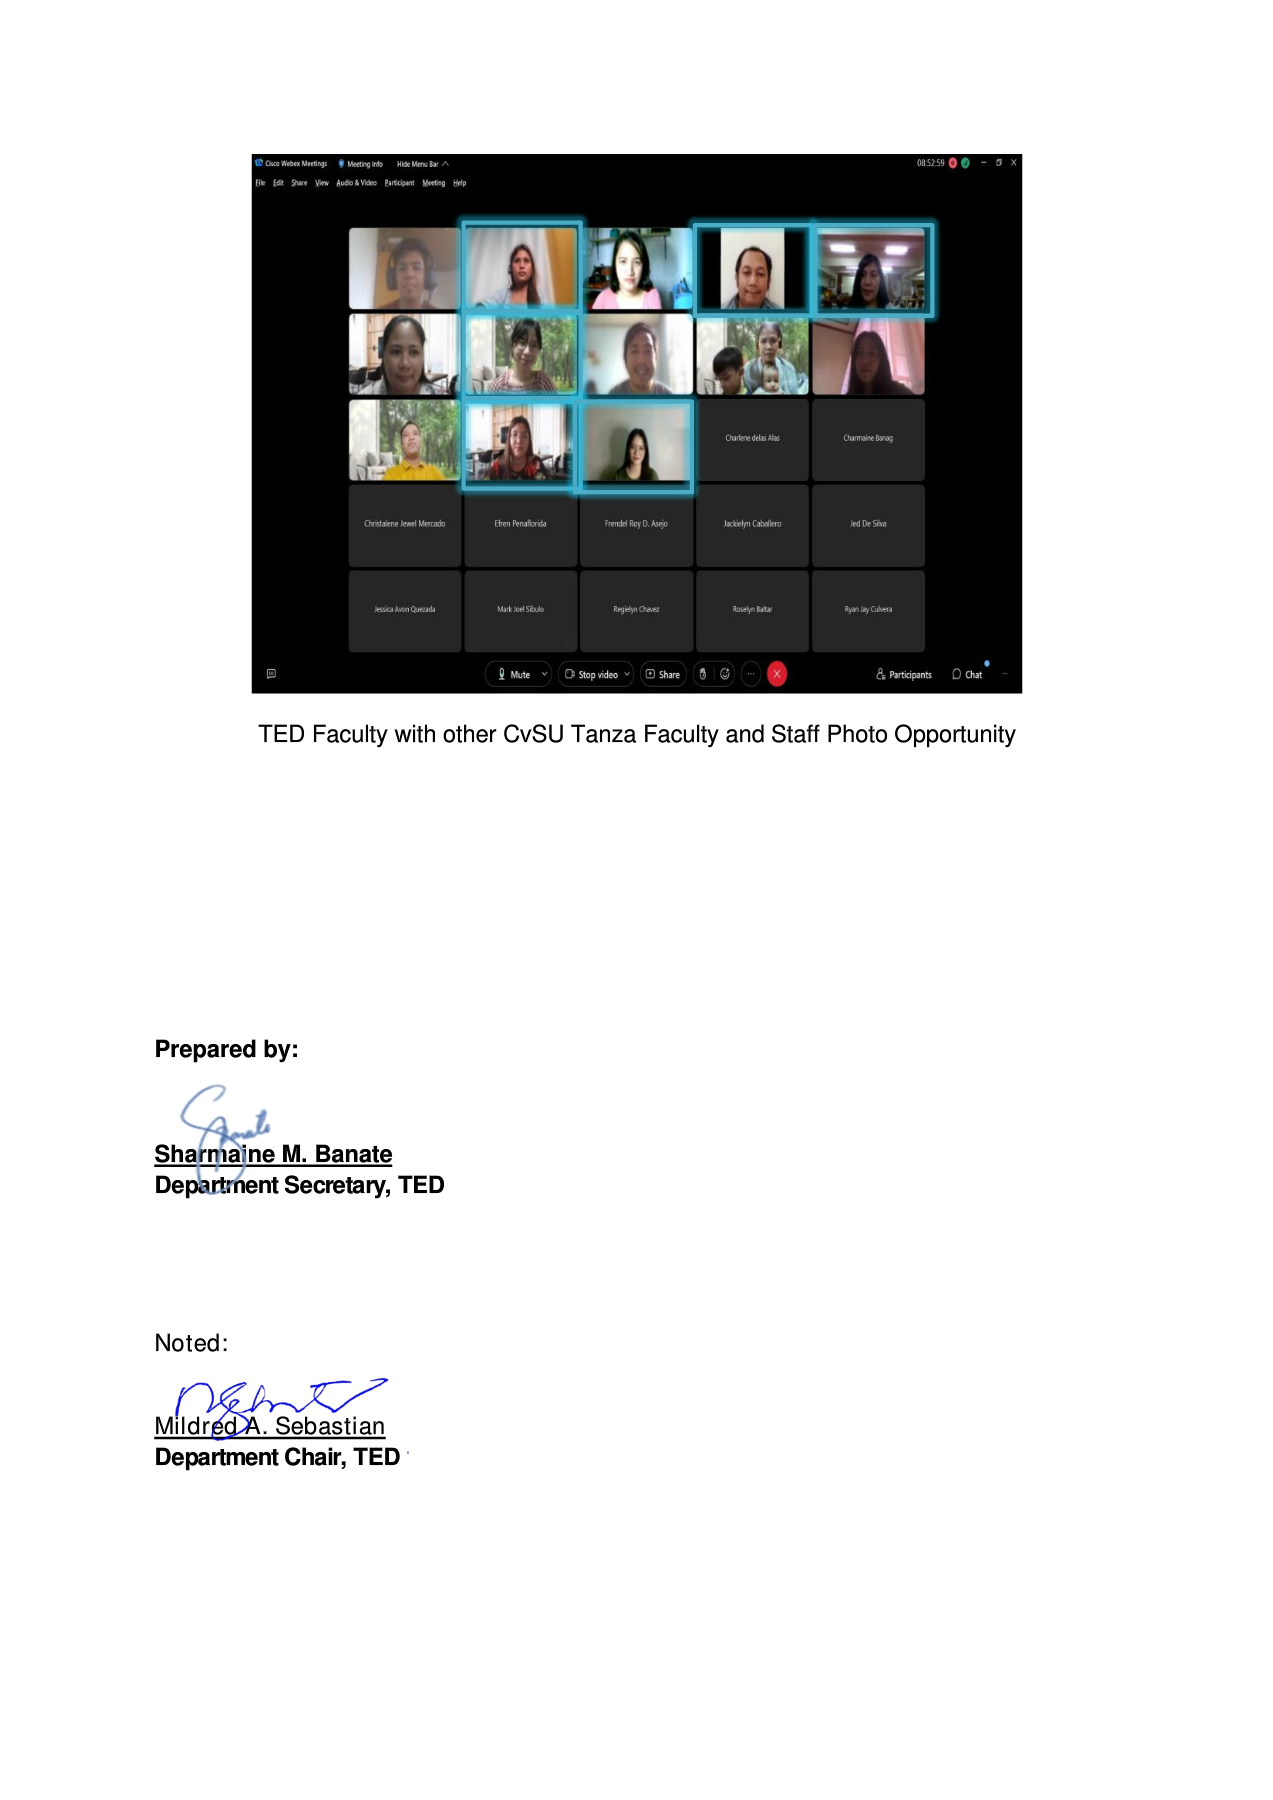 Cisco Webex Meetings Meeting Info Hide Menu Bar 08:52:59
File Edit Share View Audio & Video Participant Meeting Help
Charlene delas Alas Charmaine Banag
Christalene Jewel Mercado Efren Penaflorida Frendel Roy D. Asejo Jackielyn Caballero Jed De Silva
Jessica Avon Quezada Mark Joel Sibulo Regielyn Chavez Roselyn Baltar Ryan Jay Culvera
Mute Stop video Share Participants Chat
TED Faculty with other CvSU Tanza Faculty and Staff Photo Opportunity
Prepared by:
Sharmaine M. Banate
Department Secretary, TED
Noted:
Mildred A. Sebastian
Department Chair, TED